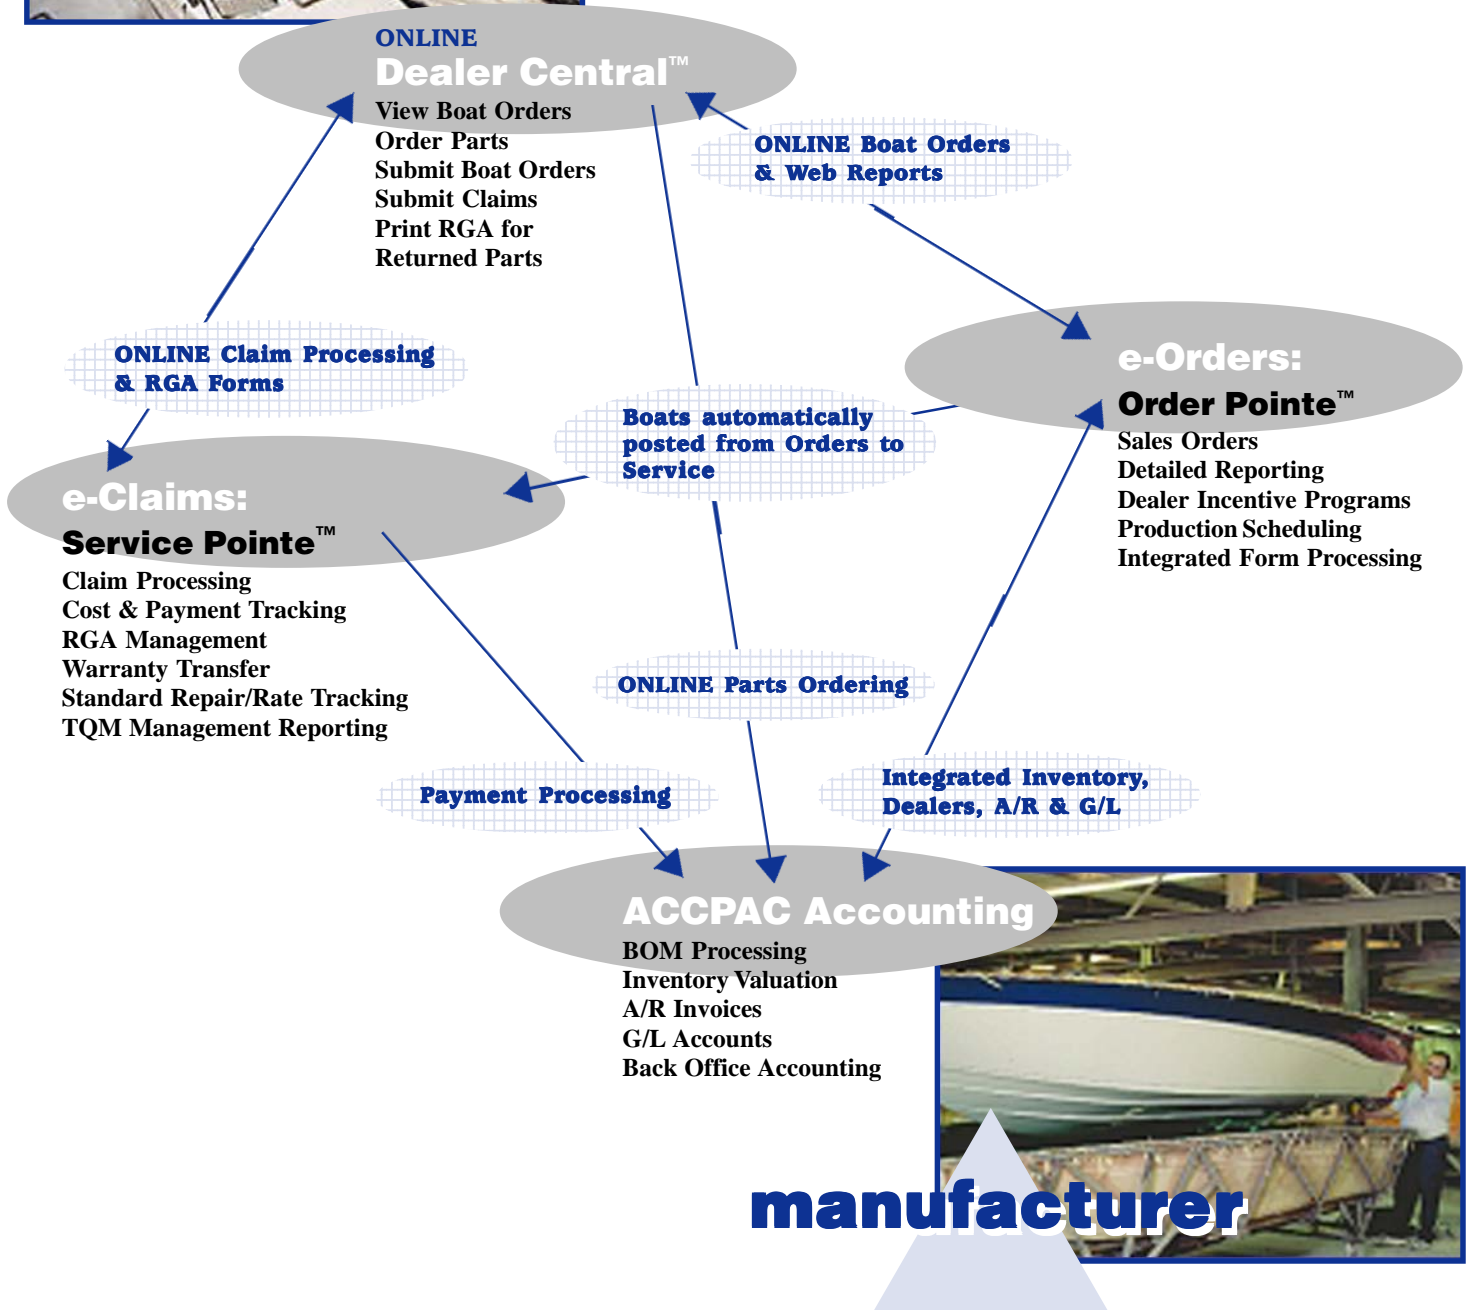 ONLINE
Dealer Central™
View Boat Orders
Order Parts
Submit Boat Orders
Submit Claims
Print RGA for
Returned Parts
ONLINE Boat Orders
& Web Reports
ONLINE Claim Processing
& RGA Forms
e-Orders:
Order Pointe™
Sales Orders
Detailed Reporting
Dealer Incentive Programs
Production Scheduling
Integrated Form Processing
Boats automatically
posted from Orders to
Service
e-Claims:
Service Pointe™
Claim Processing
Cost & Payment Tracking
RGA Management
Warranty Transfer
Standard Repair/Rate Tracking
TQM Management Reporting
ONLINE Parts Ordering
Payment Processing
Integrated Inventory,
Dealers, A/R & G/L
ACCPAC Accounting
BOM Processing
Inventory Valuation
A/R Invoices
G/L Accounts
Back Office Accounting
manufacturer